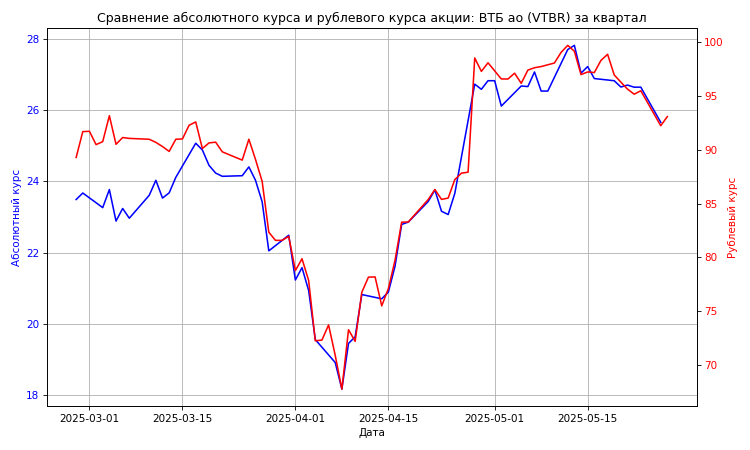 Сравнение абсолютного курса и рублевого курса акции: ВТБ ао (VTBR) за квартал
Абсолютный курс
28
26
24
22
20
18
100
95
90
85
80
75
70
Рублевый курс
2025-03-01 2025-03-15 2025-04-01 2025-04-15 2025-05-01 2025-05-15
Дата